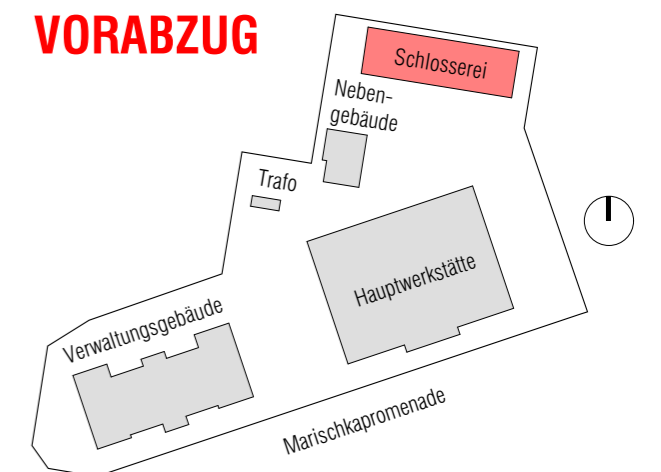 VORABZUG
Schlosserei
Neben-
gebäude
Trafo
Hauptwerkstätte
Verwaltungsgebäude
Marischkapromenade